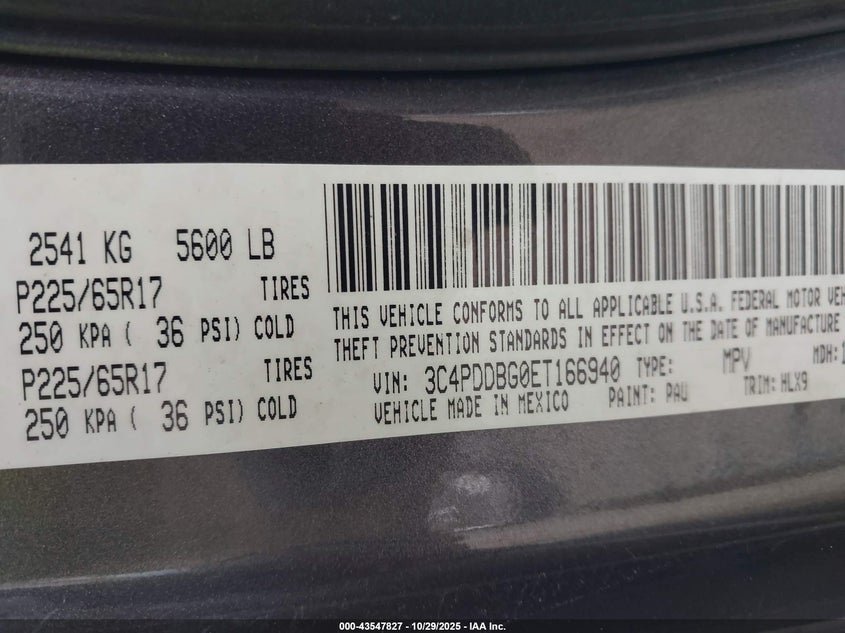 2541 KG 5600 LB
P225/65R17 TIRES
250 KPA ( 36 PSI) COLD
P225/65R17 TIRES
250 KPA ( 36 PSI) COLD
THIS VEHICLE CONFORMS TO ALL APPLICABLE U.S.A. FEDERAL MOTOR VEH
THEFT PREVENTION STANDARDS IN EFFECT ON THE DATE OF MANUFACTURE
VIN: 3C4PDDBG0ET166940 TYPE: MPV MDH: 1
VEHICLE MADE IN MEXICO PAINT: PAU TRIM: HLX9
000-43547827 - 10/29/2025 - IAA Inc.